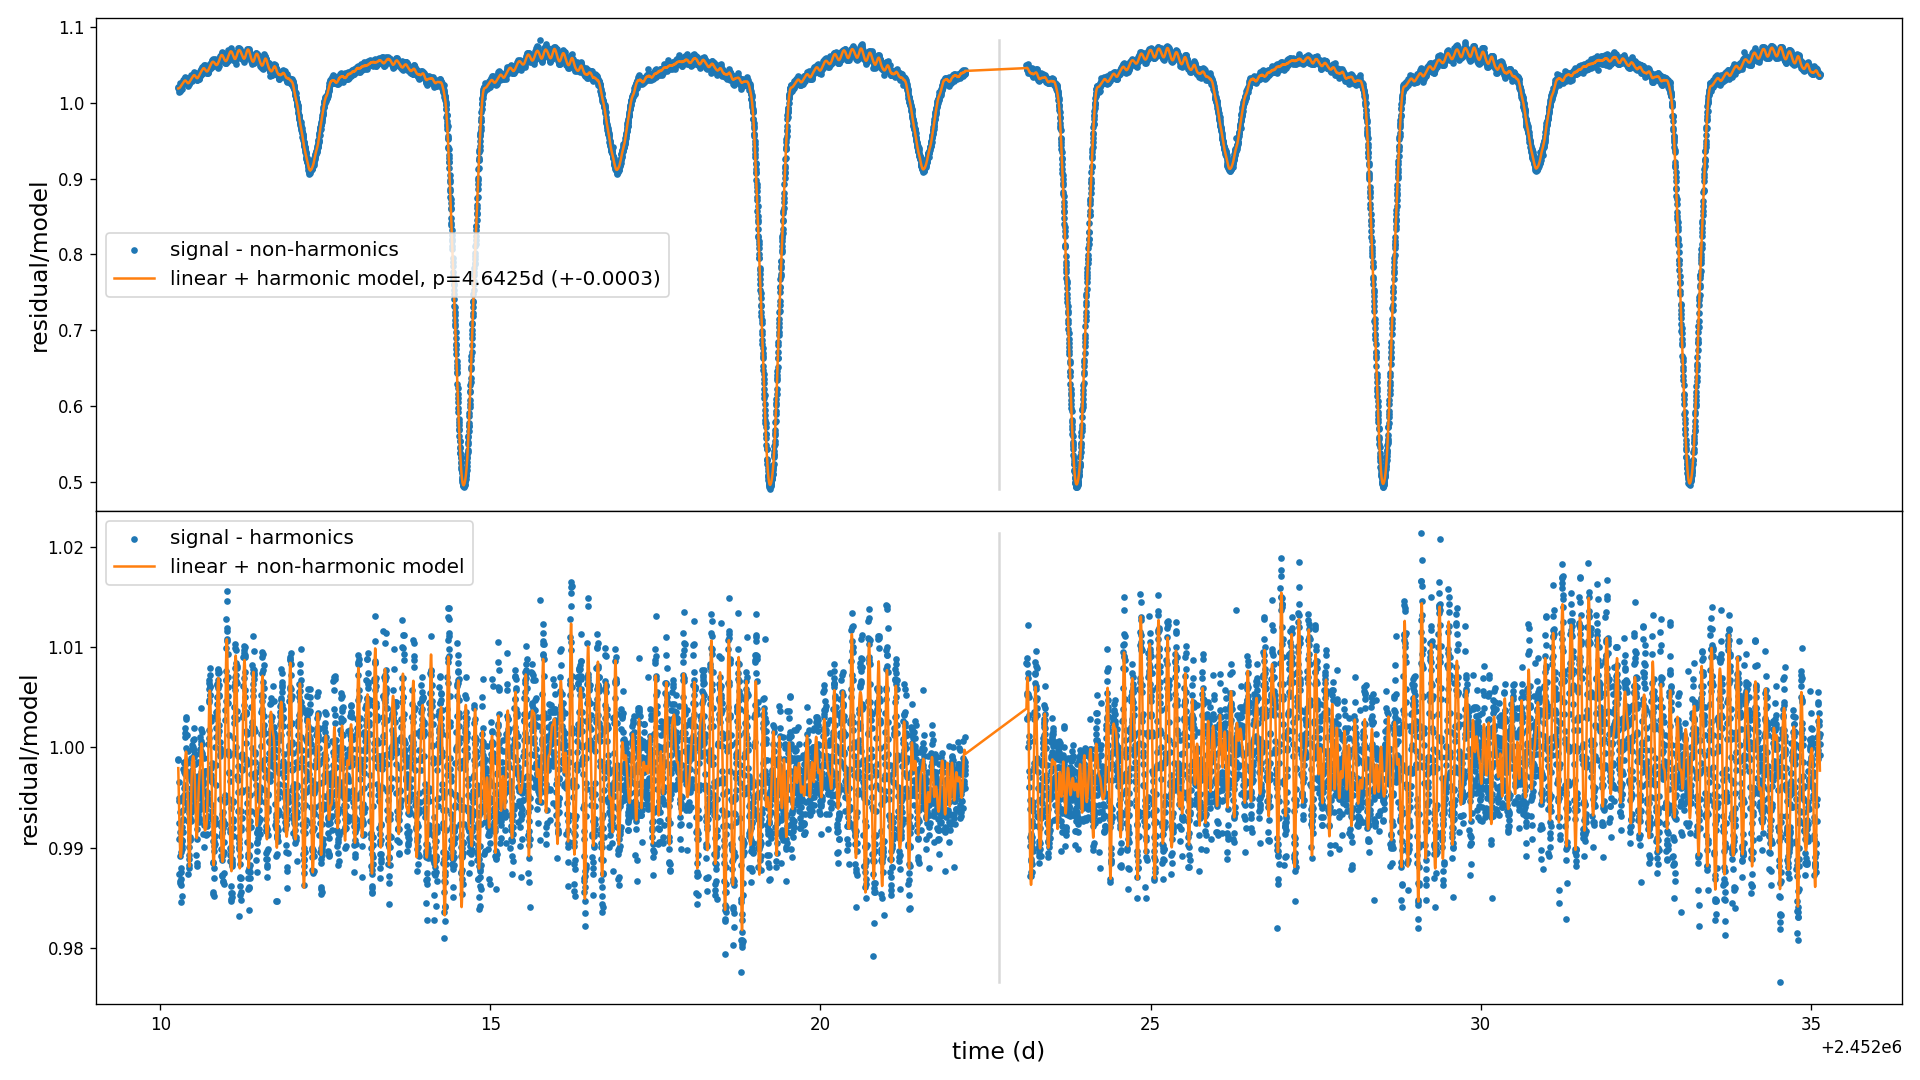 1.1
1.0
0.9
0.8
0.7
0.6
0.5
residual/model
signal - non-harmonics
linear + harmonic model, p=4.6425d (+-0.0003)
1.02
1.01
1.00
0.99
0.98
residual/model
signal - harmonics
linear + non-harmonic model
10 15 20 25 30 35
time (d)
+2.452e6